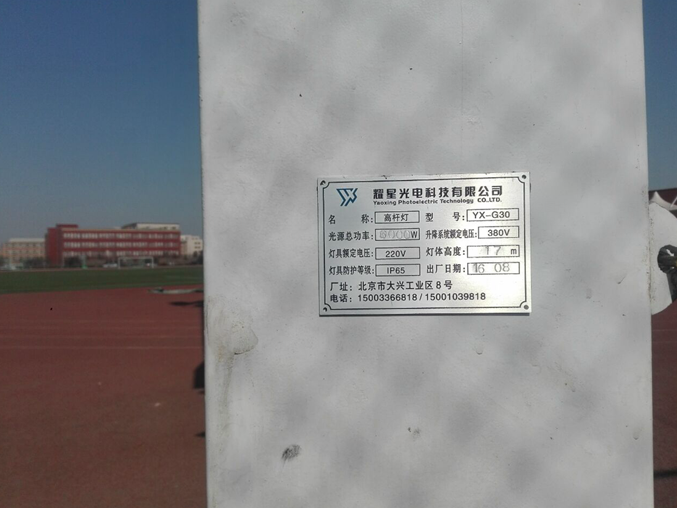 耀星光电科技有限公司
Yaoxing Photoelectric Technology CO.,LTD.
名 称: 高杆灯 型 号: YX-G30
光源总功率: 6000W 升降系统额定电压: 380V
灯具额定电压: 220V 灯体高度: 17 m
灯具防护等级: IP65 出厂日期: 16 08
厂址: 北京市大兴工业区8号
电话: 15003366818 / 15001039818